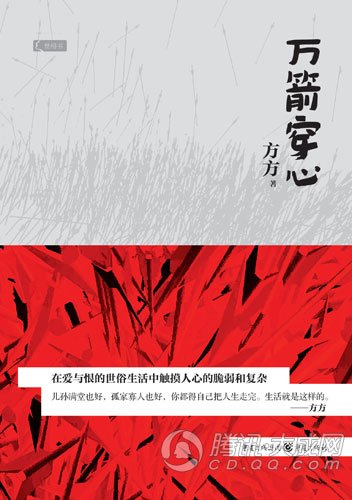 万箭穿心
方方 著
在爱与恨的世俗生活中触摸人心的脆弱和复杂
儿孙满堂也好，孤家寡人也好，你都得自己把人生走完。生活就是这样的。
——方方
腾讯·大成网
CD.QQ.COM